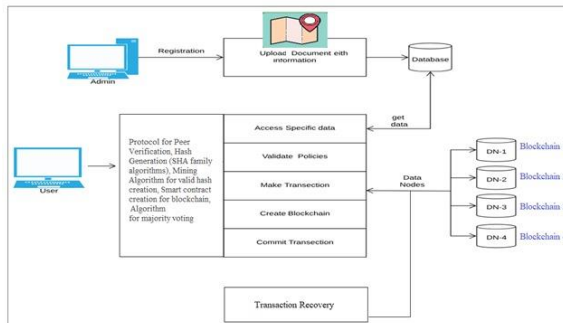 Registration
Upload Document eith
information
Database
Admin
get
data
Protocol for Peer
Verification, Hash
Generation (SHA family
algorithms), Mining
Algorithm for valid hash
creation, Smart contract
creation for blockchain,
Algorithm
for majority voting
Access Specific data
Validate Policies
Make Transection
Create Blockchain
Commit Transection
User
Data
Nodes
DN-1 Blockchain
DN-2 Blockchain
DN-3 Blockchain
DN-4 Blockchain
Transaction Recovery